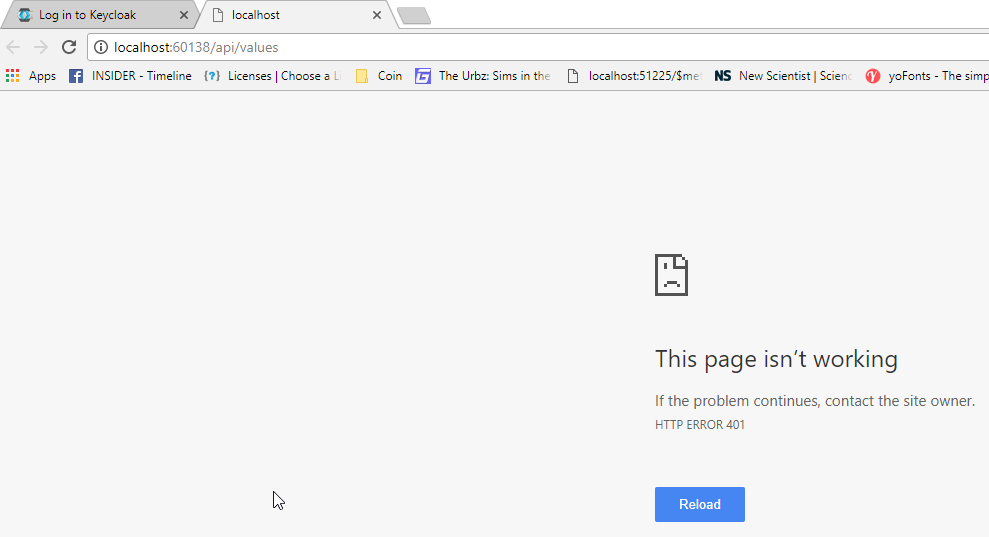 Log in to Keycloak
localhost
localhost:60138/api/values
Apps
INSIDER - Timeline
Licenses | Choose a Li
Coin
The Urbz: Sims in the
localhost:51225/$met
New Scientist | Scienc
yoFonts - The simp
This page isn’t working
If the problem continues, contact the site owner.
HTTP ERROR 401
Reload